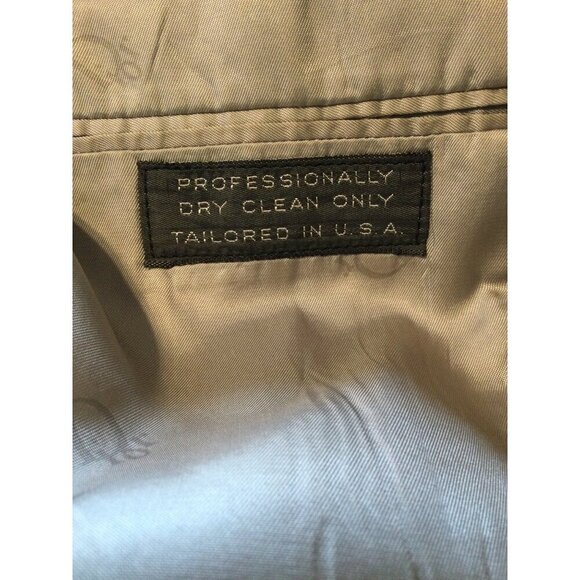 PROFESSIONALLY
DRY CLEAN ONLY
TAILORED IN U.S.A.